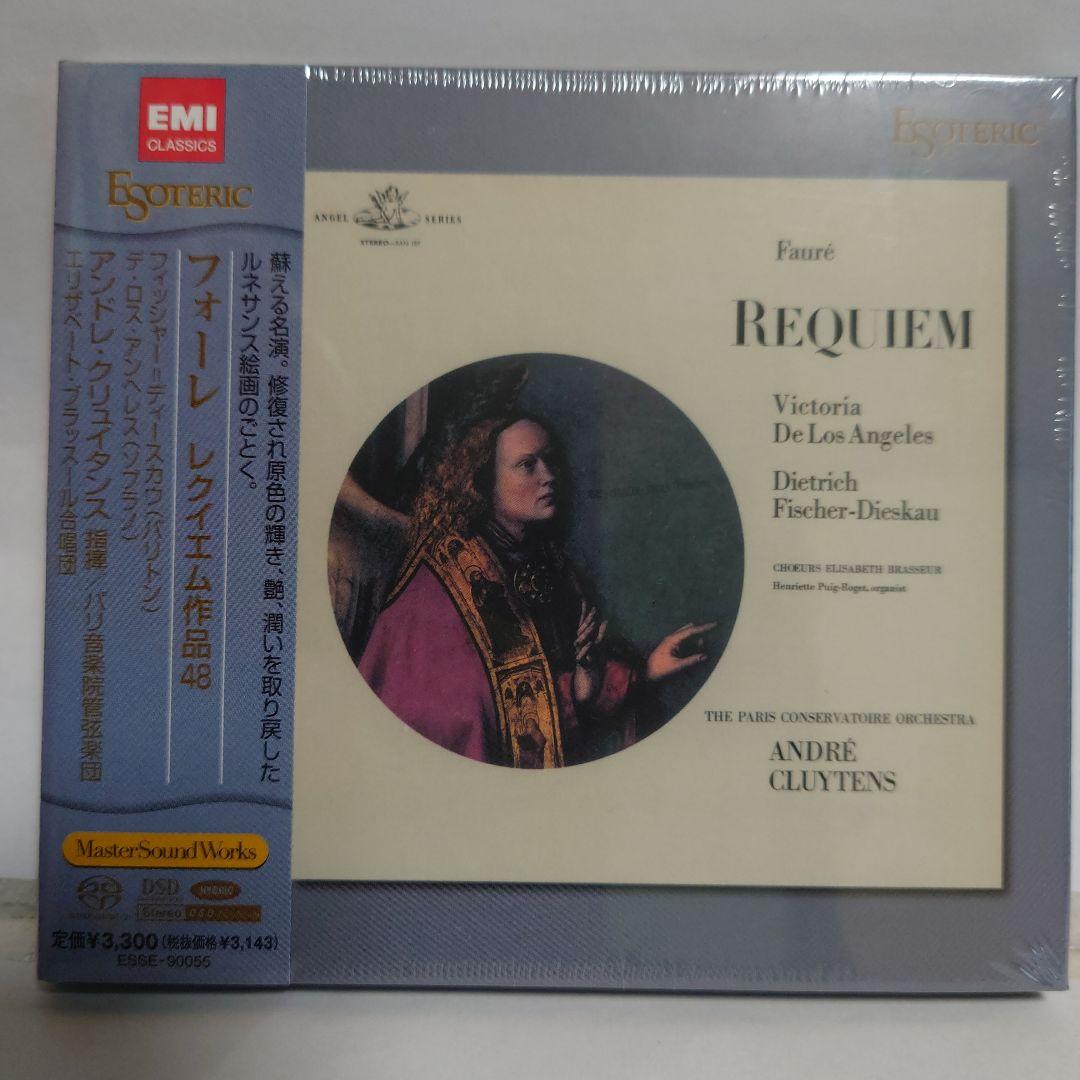 EMI
CLASSICS
ESOTERIC
蘇える名演。修復され原色の輝き、艶、潤いを取り戻した
ルネサンス絵画のごとく。
フォーレ レクイエム作品48
フィッシャー=ディースカウ(バリトン)
デ・ロス・アンヘレス(ソプラノ)
アンドレ・クリュイタンス 指揮 パリ音楽院管弦楽団
エリザベート・ブラッスール合唱団
MasterSoundWorks
DSD
HYBRID
Stereo
定価¥3,300(税抜価格¥3,143)
ESSE-90055
ESOTERIC
ANGEL SERIES
Fauré
REQUIEM
Victoria
De Los Angeles
Dietrich
Fischer-Dieskau
CHŒURS ELISABETH BRASSEUR
Henriette Puig-Roget, organist
THE PARIS CONSERVATOIRE ORCHESTRA
ANDRÉ
CLUYTENS